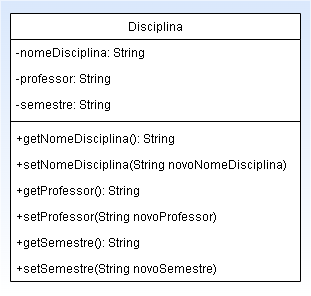 Disciplina
-nomeDisciplina: String
-professor: String
-semestre: String
+getNomeDisciplina(): String
+setNomeDisciplina(String novoNomeDisciplina)
+getProfessor(): String
+setProfessor(String novoProfessor)
+getSemestre(): String
+setSemestre(String novoSemestre)